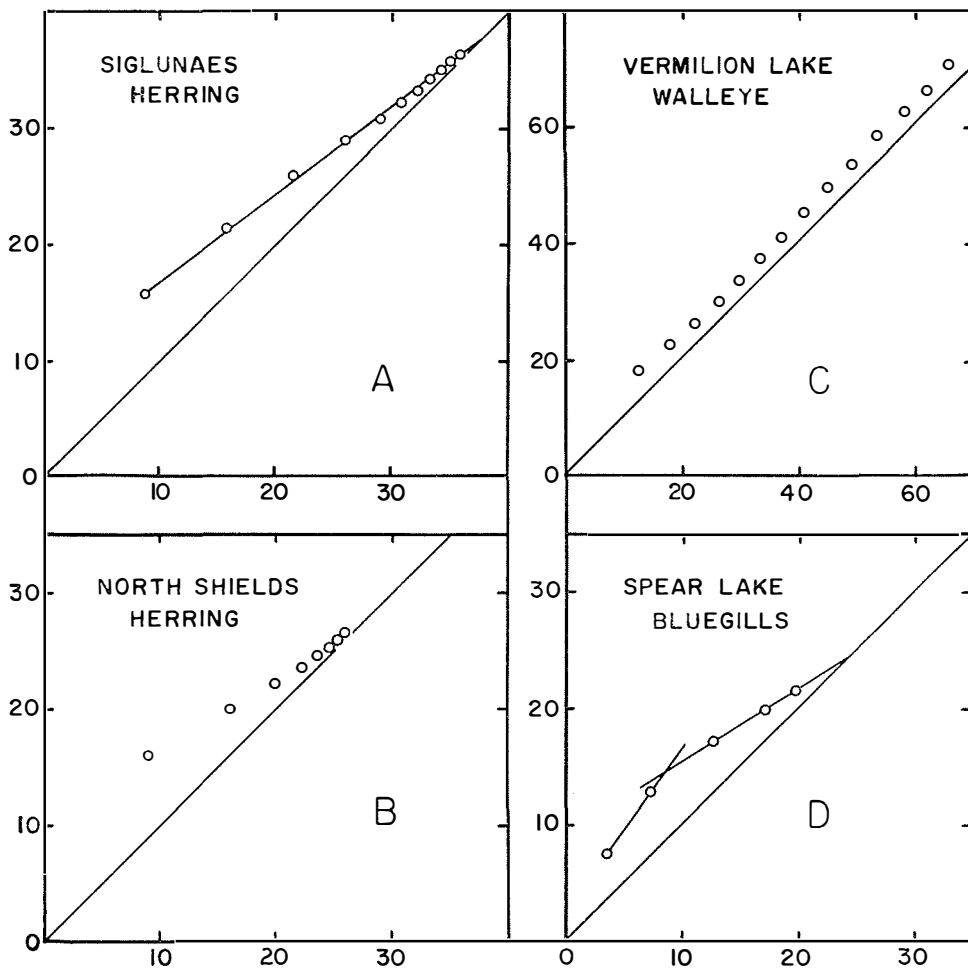 SIGLUNAES
HERRING
30
20
10
0
10 20 30
A
VERMILION LAKE
WALLEYE
60
40
20
0
20 40 60
C
NORTH SHIELDS
HERRING
30
20
10
0
10 20 30
B
SPEAR LAKE
BLUEGILLS
30
20
10
0 10 20 30
D